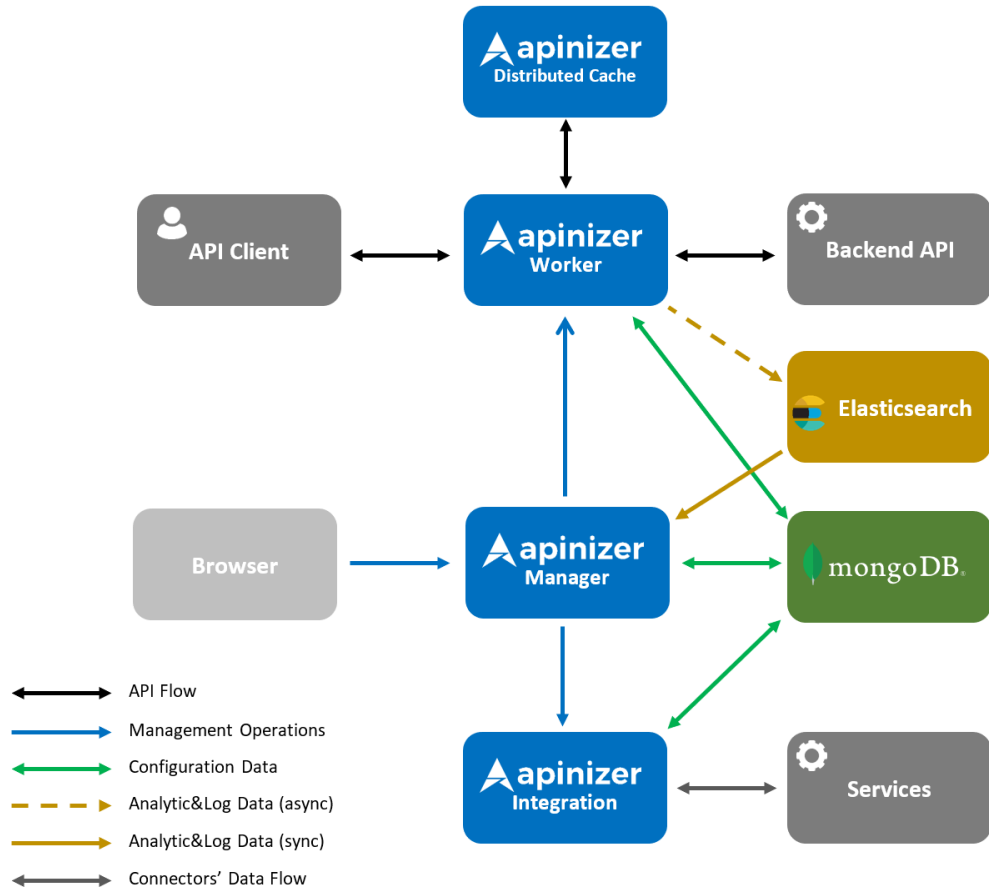 apinizer
Distributed Cache
API Client
apinizer
Worker
Backend API
Elasticsearch
Browser
apinizer
Manager
mongoDB®
API Flow
Management Operations
Configuration Data
Analytic&Log Data (async)
Analytic&Log Data (sync)
Connectors' Data Flow
apinizer
Integration
Services